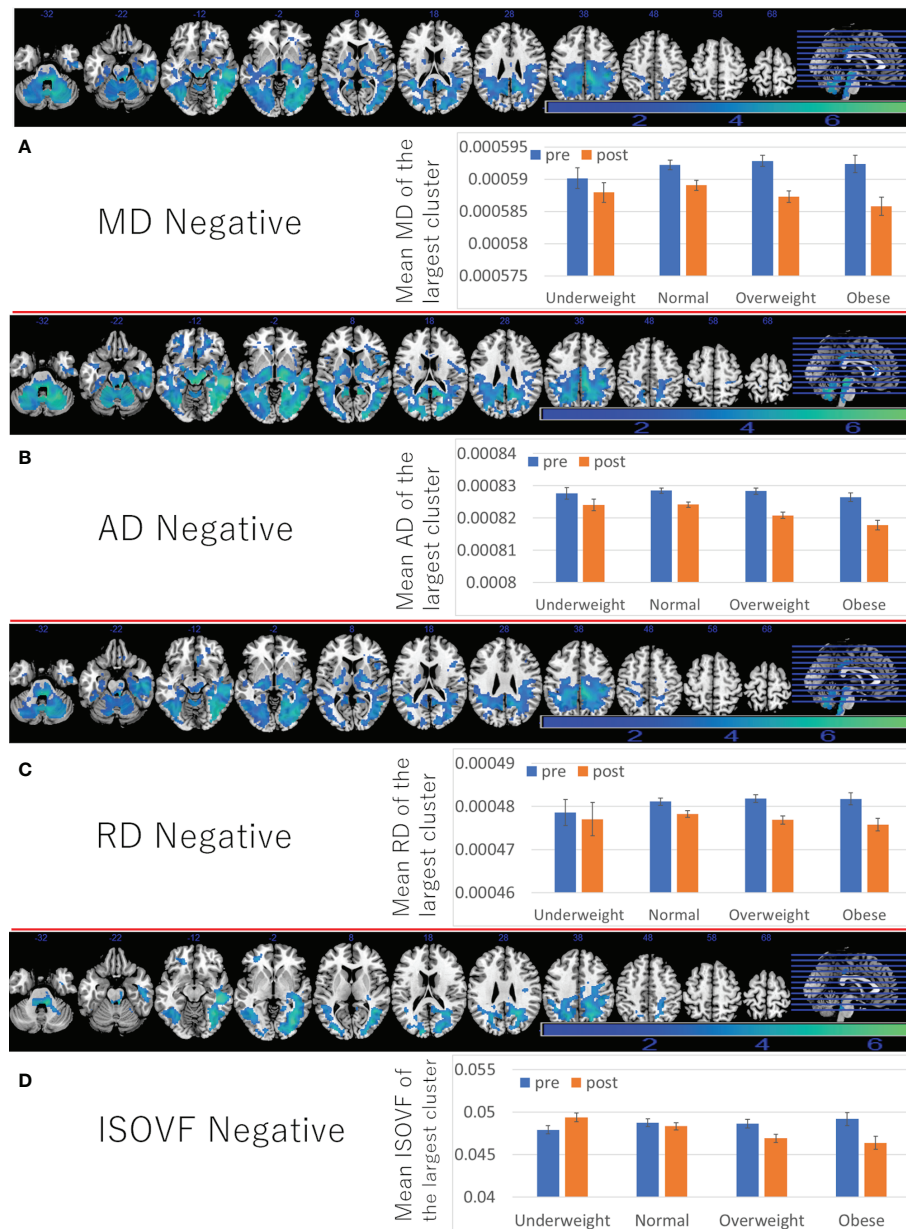 -32 -22 -12 -2 8 18 28 38 48 58 68
2 4 6
A
MD Negative
Mean MD of the
largest cluster
pre post
0.000595
0.00059
0.000585
0.00058
0.000575
Underweight Normal Overweight Obese
-32 -22 -12 -2 8 18 28 38 48 58 68
2 4 6
B
AD Negative
Mean AD of the
largest cluster
pre post
0.00084
0.00083
0.00082
0.00081
0.0008
Underweight Normal Overweight Obese
-32 -22 -12 -2 8 18 28 38 48 58 68
2 4 6
C
RD Negative
Mean RD of the
largest cluster
pre post
0.00049
0.00048
0.00047
0.00046
Underweight Normal Overweight Obese
-32 -22 -12 -2 8 18 28 38 48 58 68
2 4 6
D
ISOVF Negative
Mean ISOVF of
the largest cluster
pre post
0.055
0.05
0.045
0.04
Underweight Normal Overweight Obese